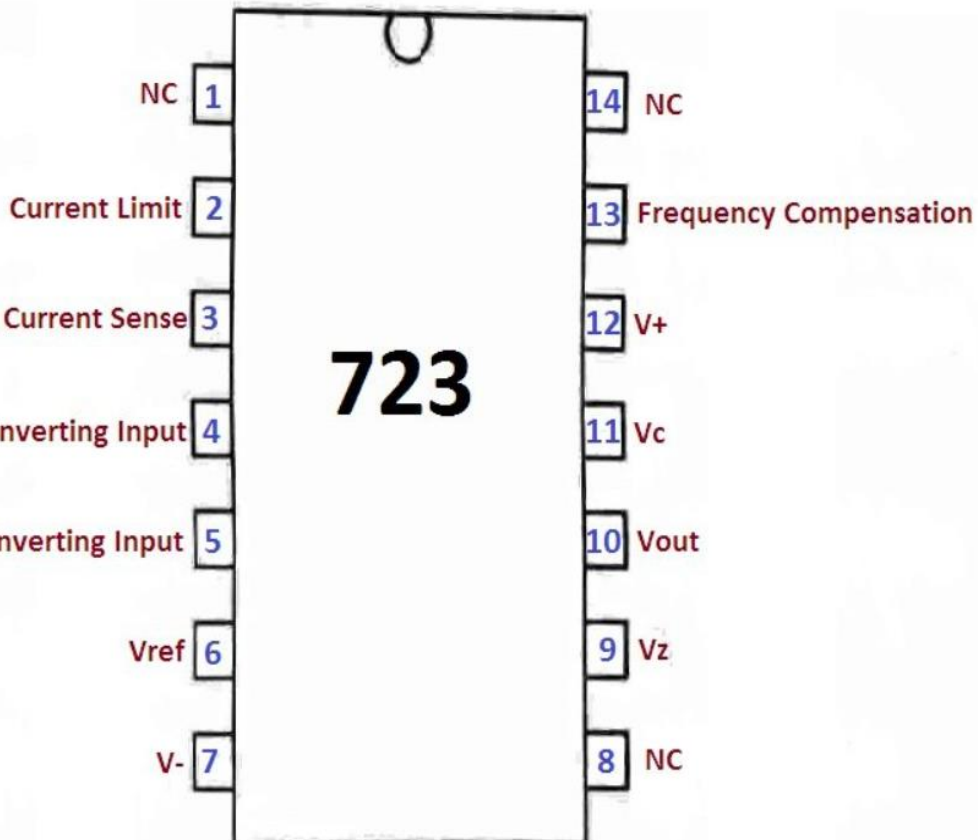 NC 1
Current Limit 2
Current Sense 3
nverting Input 4
nverting Input 5
Vref 6
V- 7
723
14 NC
13 Frequency Compensation
12 V+
11 Vc
10 Vout
9 Vz
8 NC